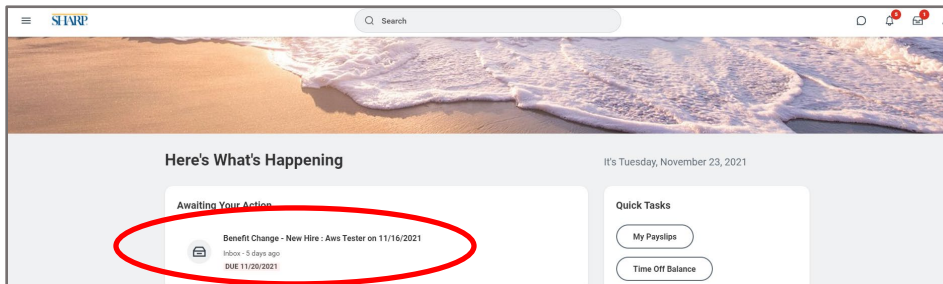 SHARP
Search
Here's What's Happening
It's Tuesday, November 23, 2021
Awaiting Your Action
Benefit Change - New Hire : Aws Tester on 11/16/2021
Inbox - 5 days ago
DUE 11/20/2021
Quick Tasks
My Payslips
Time Off Balance